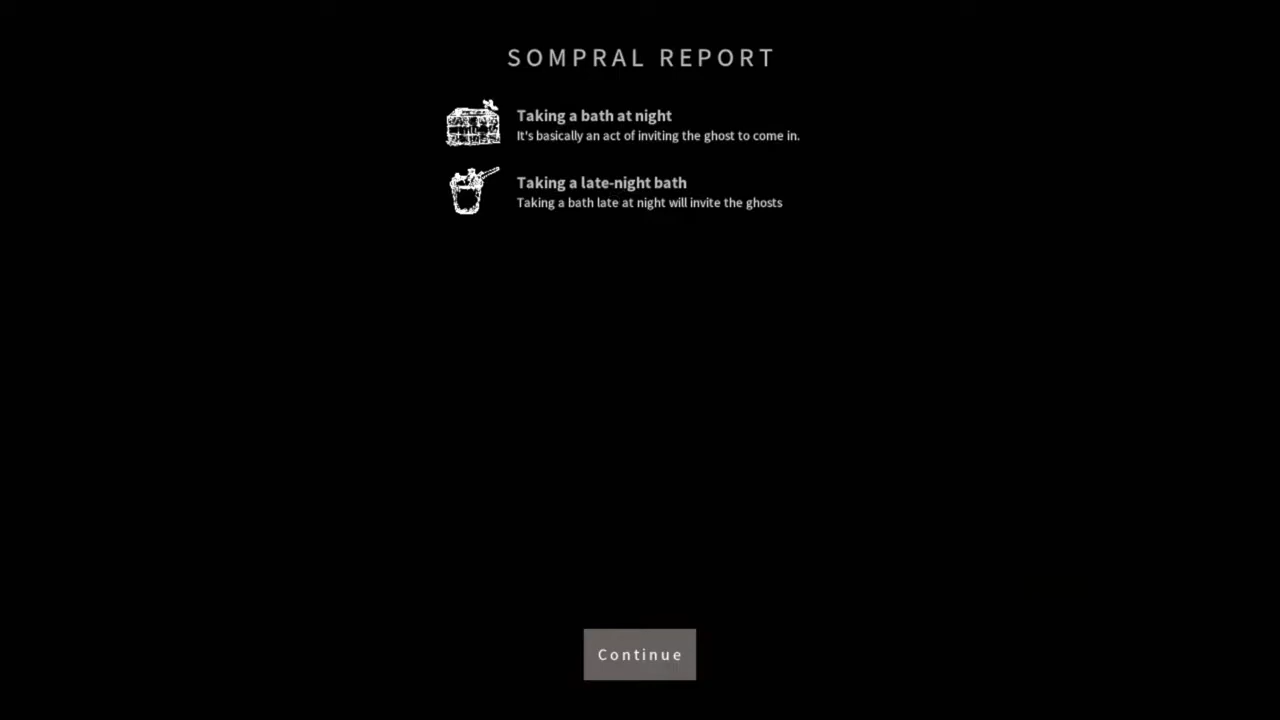 SOMPRAL REPORT
Taking a bath at night
It's basically an act of inviting the ghost to come in.
Taking a late-night bath
Taking a bath late at night will invite the ghosts
Continue